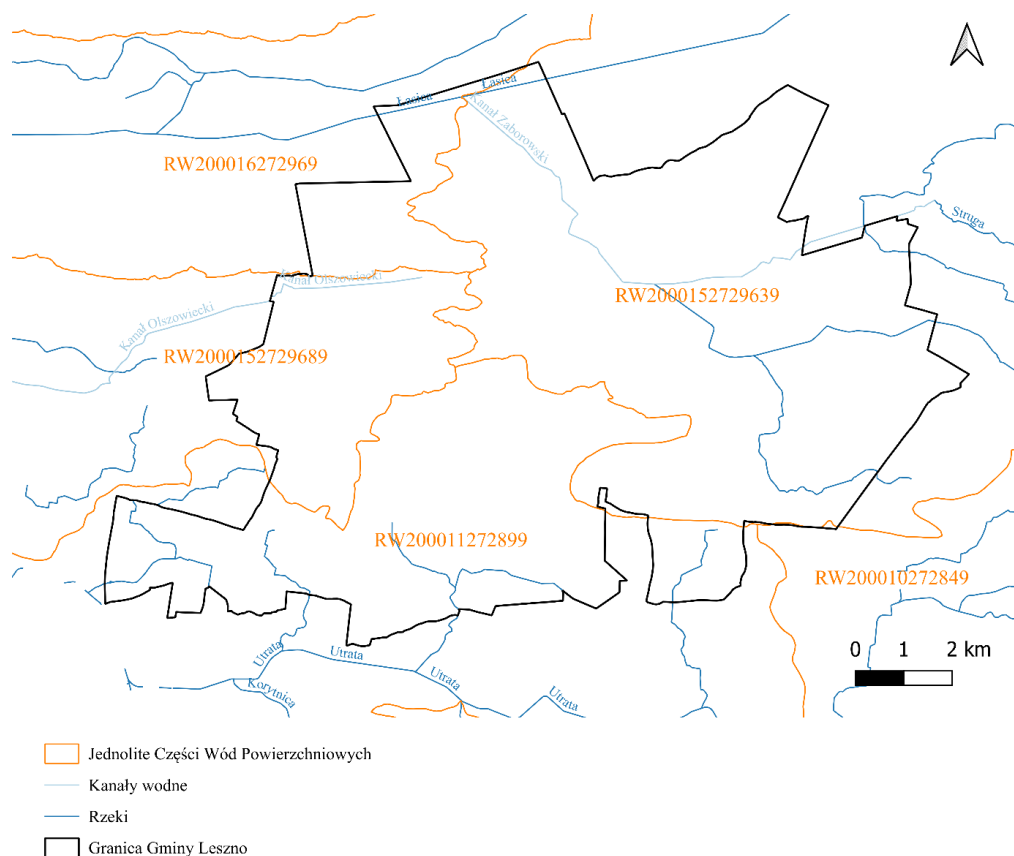 Łasica
Łasica
Kanał Zaborowski
RW200016272969
Struga
Kanał Olszowiecki
RW2000152729639
Kanał Olszowiecki
RW2000152729689
RW200011272899
RW200010272849
Utrata
Utrata
Utrata
Korytnica
Utrata
0 1 2 km
Jednolite Części Wód Powierzchniowych
Kanały wodne
Rzeki
Granica Gminy Leszno